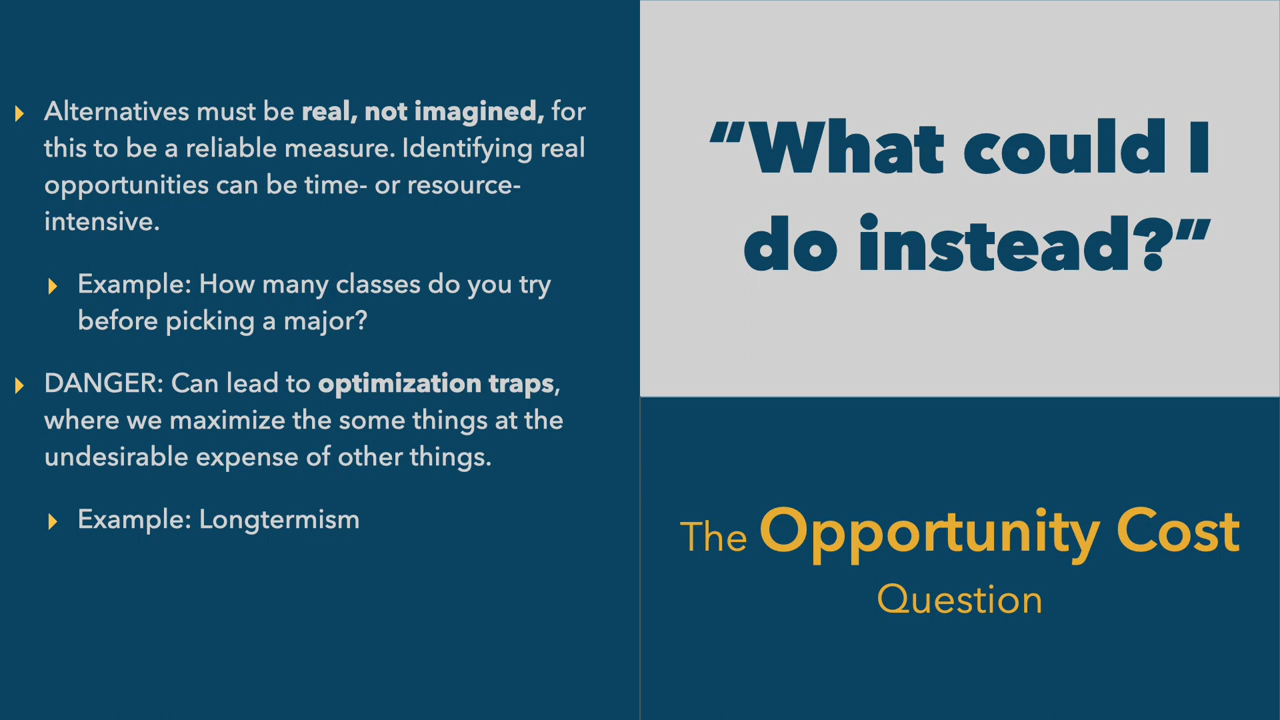 Alternatives must be real, not imagined, for
this to be a reliable measure. Identifying real
opportunities can be time- or resource-
intensive.
Example: How many classes do you try
before picking a major?
DANGER: Can lead to optimization traps,
where we maximize the some things at the
undesirable expense of other things.
Example: Longtermism
“What could I
do instead?”
The Opportunity Cost
Question